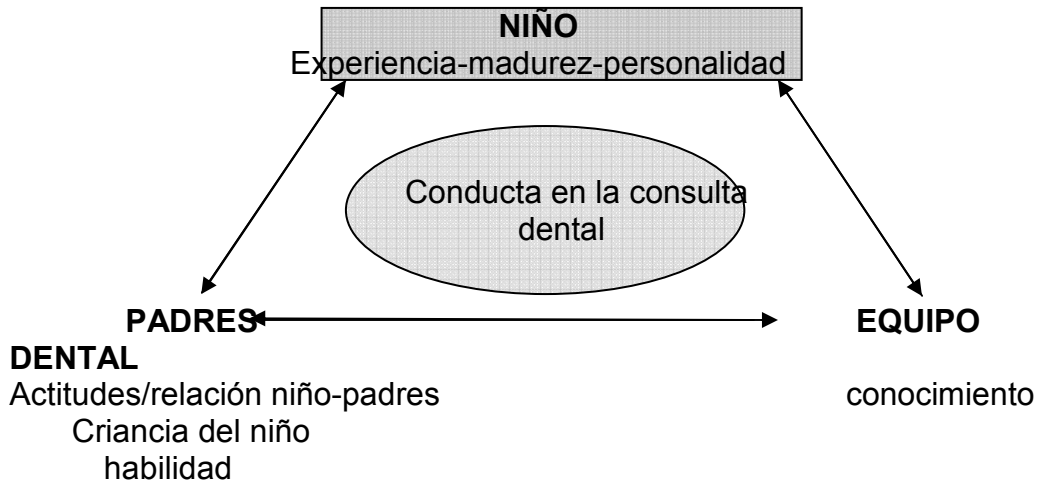 NIÑO
Experiencia-madurez-personalidad
Conducta en la consulta
dental
PADRES EQUIPO
DENTAL
Actitudes/relación niño-padres conocimiento
Criancia del niño
habilidad